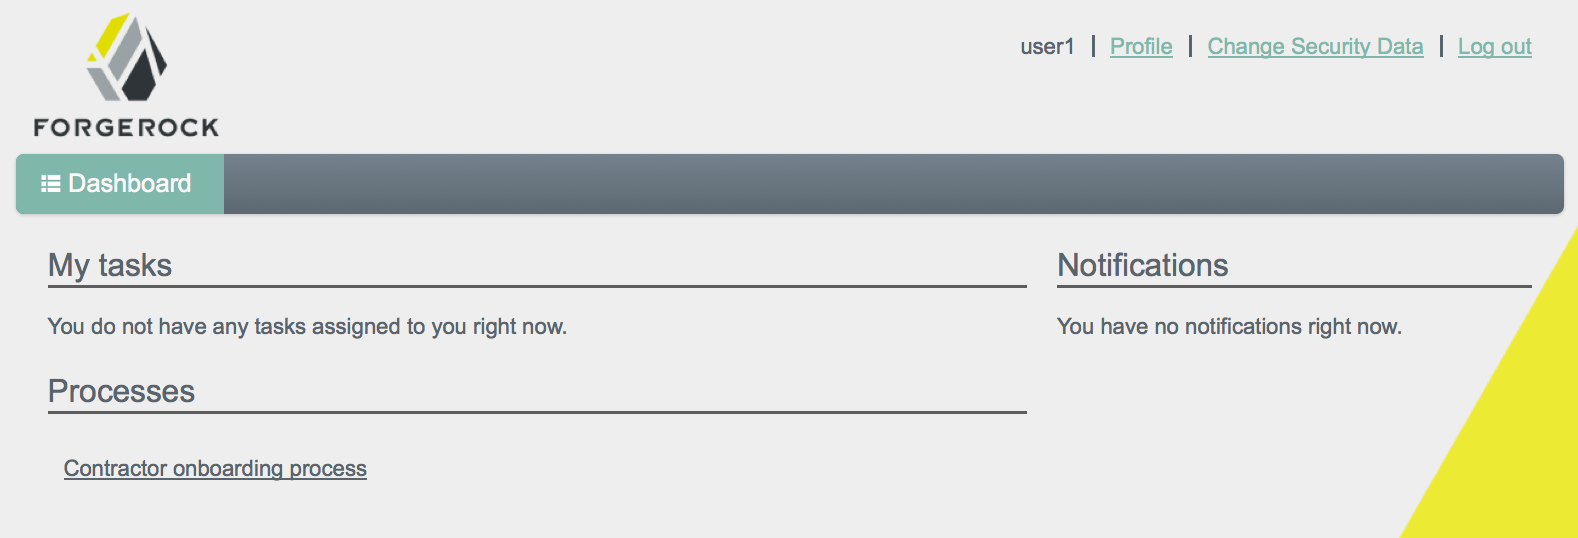 FORGEROCK
user1 | Profile | Change Security Data | Log out
Dashboard
My tasks
You do not have any tasks assigned to you right now.
Processes
Contractor onboarding process
Notifications
You have no notifications right now.